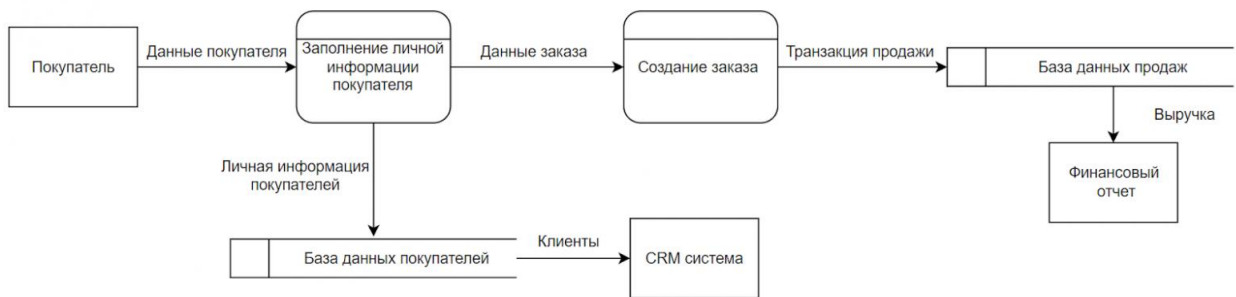 Покупатель
Данные покупателя
Заполнение личной
информации
покупателя
Данные заказа
Создание заказа
Транзакция продажи
База данных продаж
Выручка
Финансовый
отчет
Личная информация
покупателей
База данных покупателей
Клиенты
CRM система